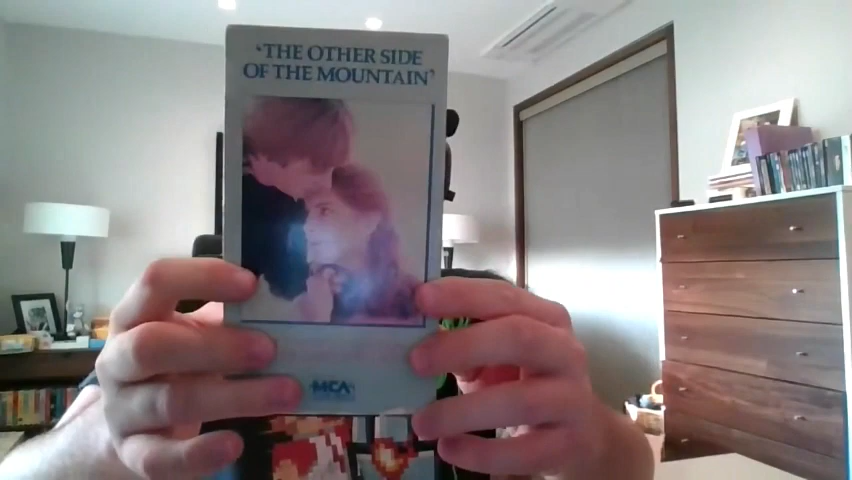 'THE OTHER SIDE
OF THE MOUNTAIN'
MCA